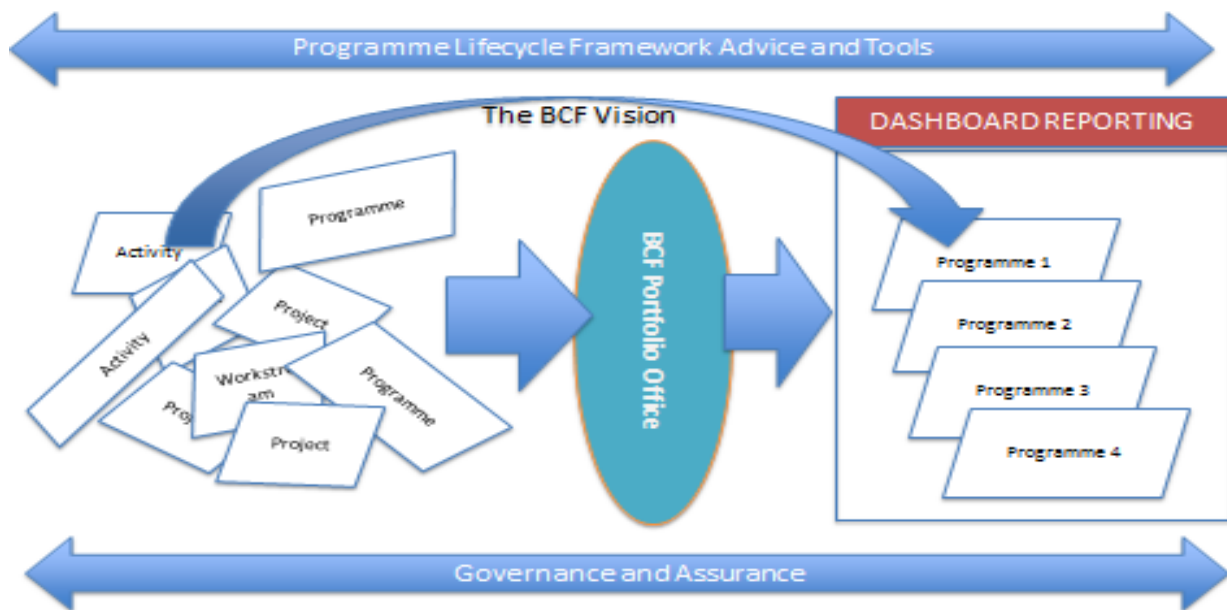 Programme Lifecycle Framework Advice and Tools
The BCF Vision
DASHBOARD REPORTING
Programme
Activity
Project
Activity
Workstre
am
Programme
Proj
Project
BCF Portfolio Office
Programme 1
Programme 2
Programme 3
Programme 4
Governance and Assurance